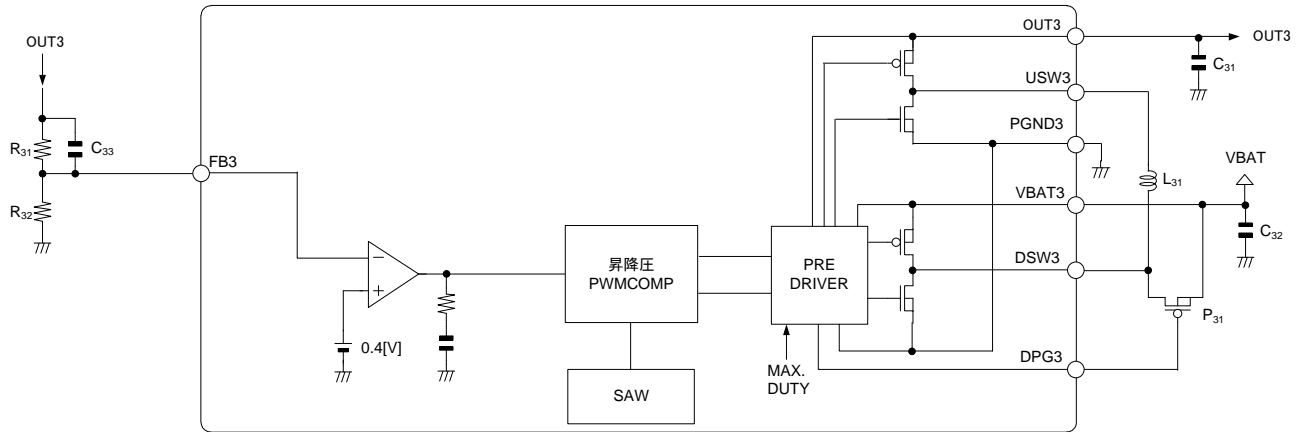 OUT3
R31
C33
R32
FB3
0.4[V]
昇降圧
PWMCOMP
SAW
PRE
DRIVER
MAX.
DUTY
OUT3
USW3
PGND3
VBAT3
DSW3
DPG3
OUT3
C31
L31
VBAT
C32
P31